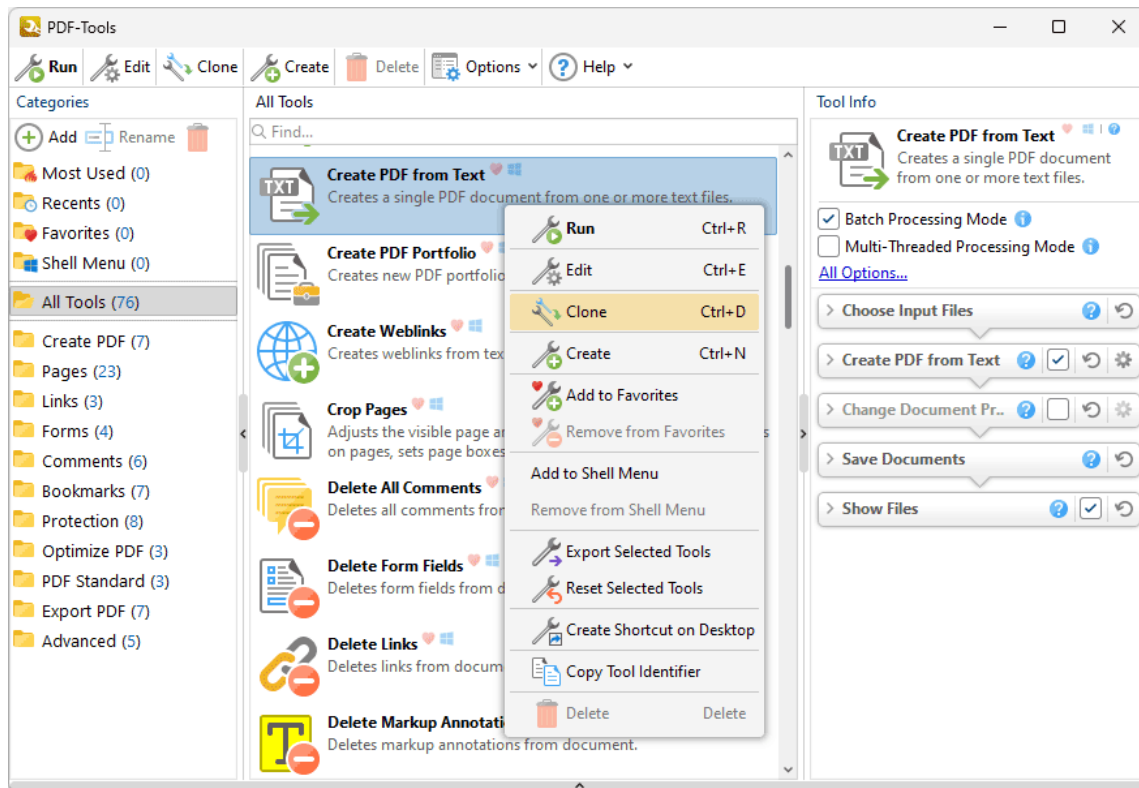 PDF-Tools
Run Edit Clone Create Delete Options Help
Categories
Add Rename
Most Used (0)
Recents (0)
Favorites (0)
Shell Menu (0)
All Tools (76)
Create PDF (7)
Pages (23)
Links (3)
Forms (4)
Comments (6)
Bookmarks (7)
Protection (8)
Optimize PDF (3)
PDF Standard (3)
Export PDF (7)
Advanced (5)
All Tools
Find...
Create PDF from Text
Creates a single PDF document from one or more text files.
Create PDF Portfolio
Creates new PDF portfolio
Create Weblinks
Creates weblinks from tex
Crop Pages
Adjusts the visible page ar
s
on pages, sets page boxes
Delete All Comments
Deletes all comments from
Delete Form Fields
Deletes form fields from d
Delete Links
Deletes links from docum
Delete Markup Annotati
Deletes markup annotations from document.
Run Ctrl+R
Edit Ctrl+E
Clone Ctrl+D
Create Ctrl+N
Add to Favorites
Remove from Favorites
Add to Shell Menu
Remove from Shell Menu
Export Selected Tools
Reset Selected Tools
Create Shortcut on Desktop
Copy Tool Identifier
Delete Delete
Tool Info
TXT
Create PDF from Text
Creates a single PDF document
from one or more text files.
Batch Processing Mode
Multi-Threaded Processing Mode
All Options...
Choose Input Files
Create PDF from Text
Change Document Pr..
Save Documents
Show Files